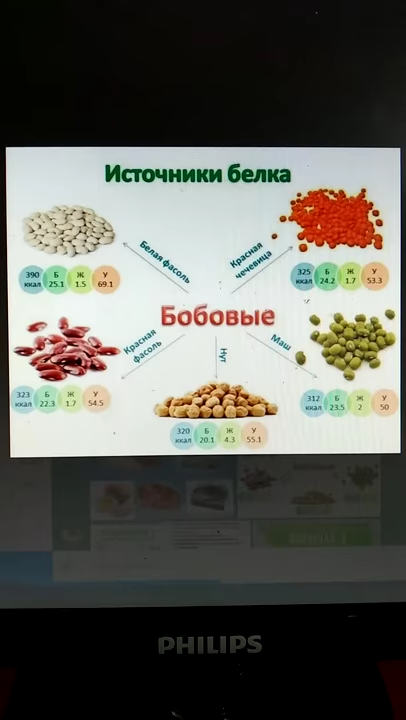 Источники белка
Белая фасоль
Красная
чечевица
390
ккал
Б
25.1
Ж
1.5
У
69.1
325
ккал
Б
24.2
Ж
1.7
У
53.3
Бобовые
Красная
фасоль
Нут
Маш
323
ккал
Б
22.3
Ж
1.7
У
54.5
320
ккал
Б
20.1
Ж
4.3
У
55.1
312
ккал
Б
23.5
Ж
2
У
50
PHILIPS